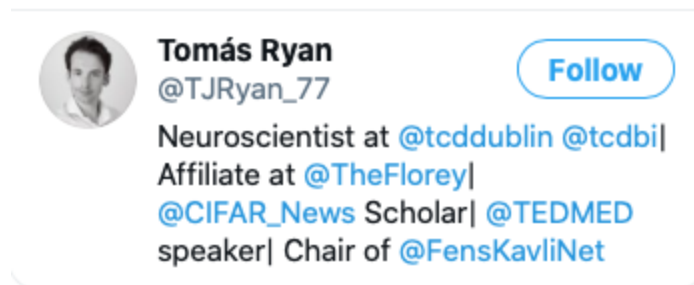 Tomás Ryan
@TJRyan_77
Follow
Neuroscientist at @tcddublin @tcdbi|
Affiliate at @TheFlorey|
@CIFAR_News Scholar| @TEDMED
speaker| Chair of @FensKavliNet